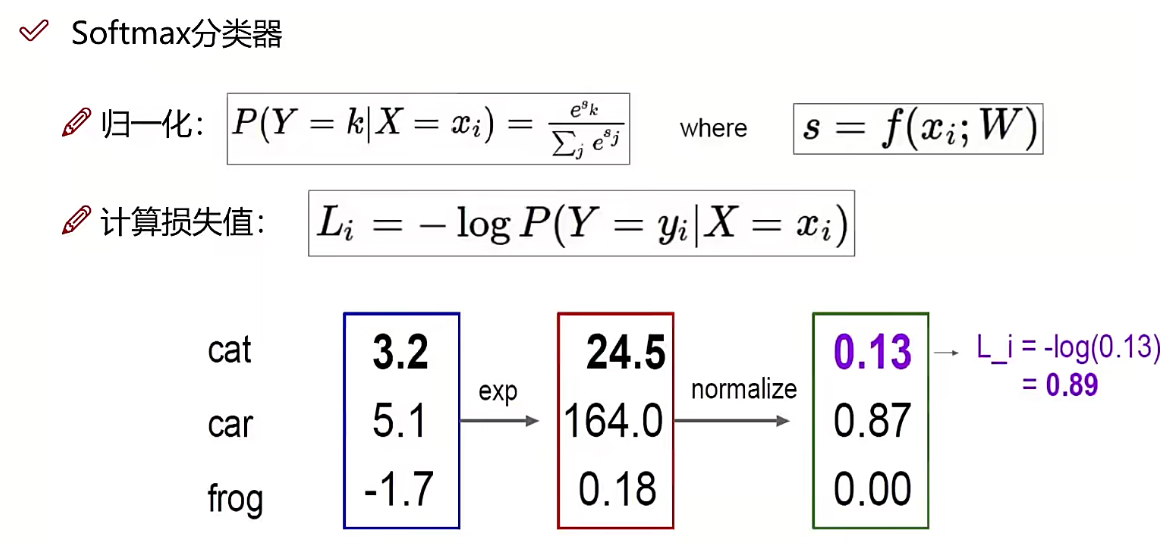 Softmax分类器
归一化: P(Y = k|X = x_i) = \frac{e^{s_k}}{\sum_j e^{s_j}} where s = f(x_i; W)
计算损失值: L_i = − log P(Y = y_i|X = x_i)
cat 3.2 24.5 0.13 L_i = -log(0.13)
= 0.89
exp normalize
car 5.1 164.0 0.87
frog -1.7 0.18 0.00